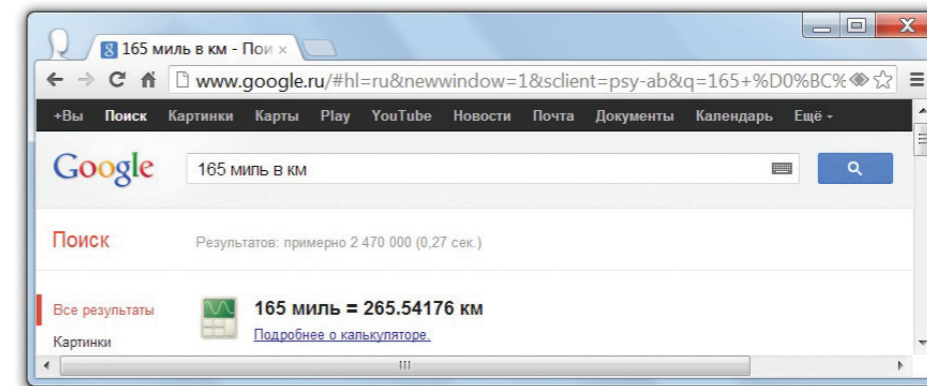 165 миль в км - Пои
www.google.ru/#hl=ru&newwindow=1&sclient=psy-ab&q=165+%D0%BC%
+Вы Поиск Картинки Карты Play YouTube Новости Почта Документы Календарь Ещё
Google 165 миль в км
Поиск Результатов: примерно 2 470 000 (0,27 сек.)
Все результаты 165 миль = 265.54176 км
Подробнее о калькуляторе.
Картинки